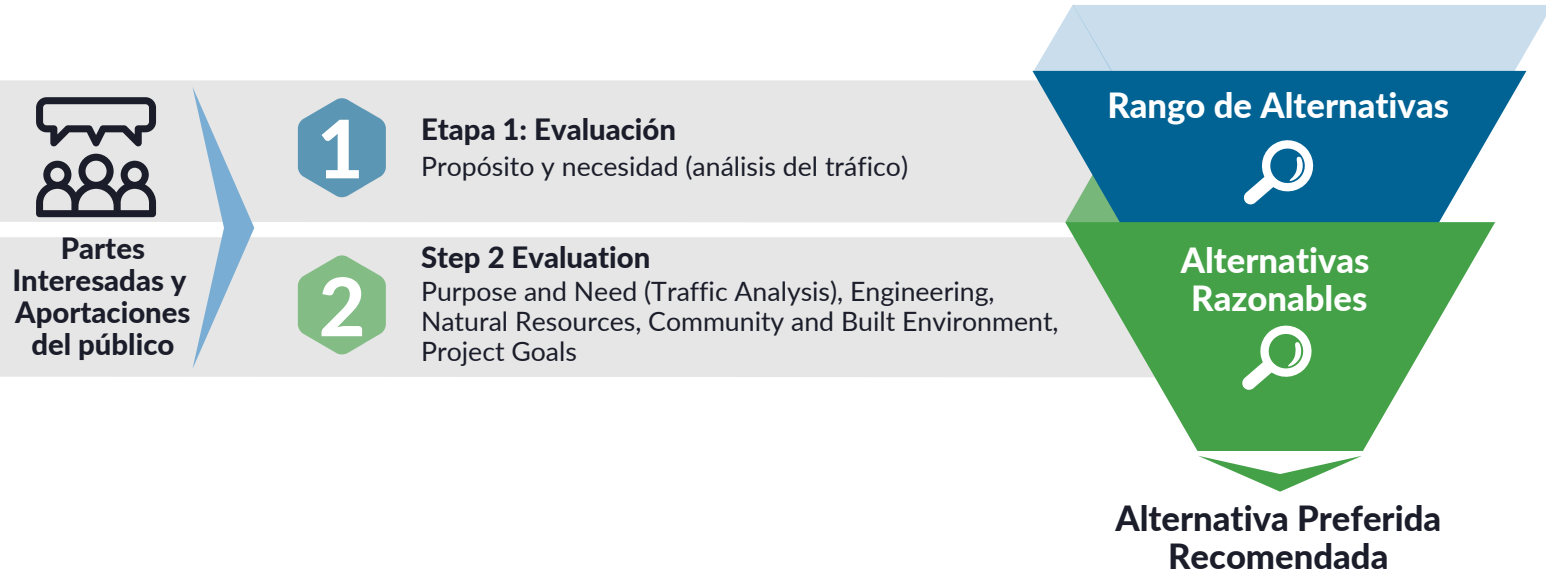 Partes
Interesadas y
Aportaciones
del público
1
Etapa 1: Evaluación
Propósito y necesidad (análisis del tráfico)
2
Step 2 Evaluation
Purpose and Need (Traffic Analysis), Engineering,
Natural Resources, Community and Built Environment,
Project Goals
Rango de Alternativas
Alternativas
Razonables
Alternativa Preferida
Recomendada